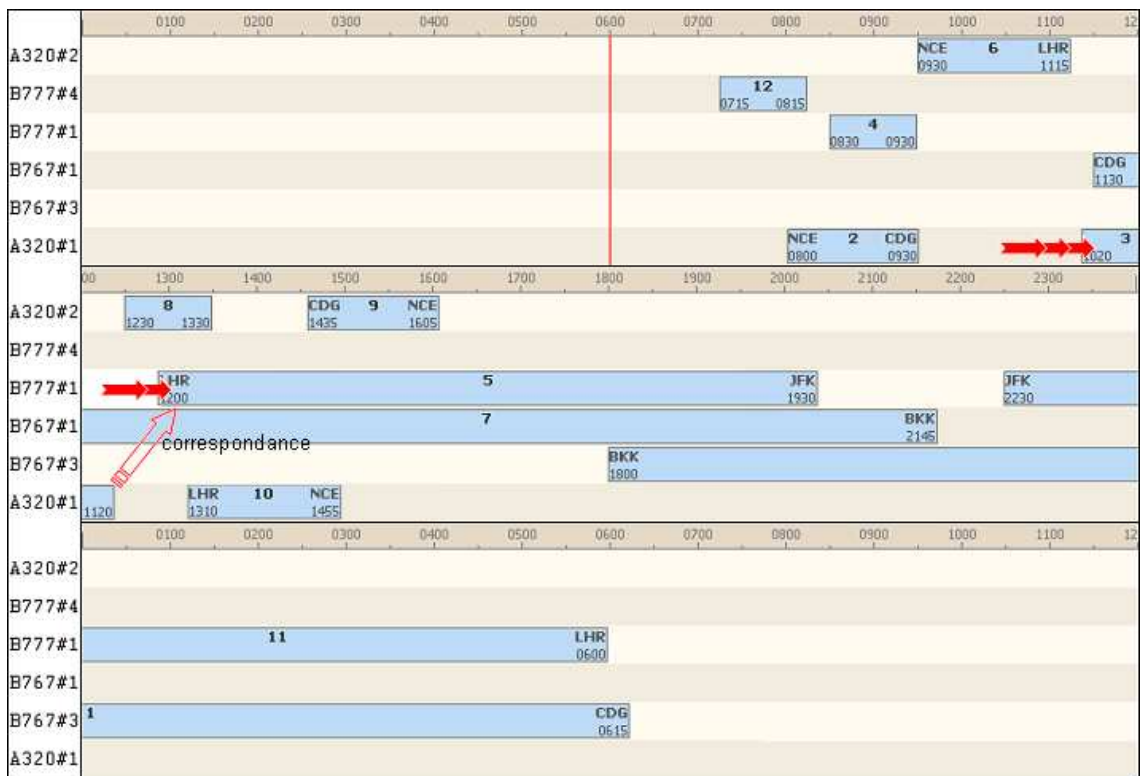 0100 0200 0300 0400 0500 0600 0700 0800 0900 1000 1100 12
A320#2 NCE 6 LHR
0930 1115
B777#4 12
0715 0815
B777#1 4
0830 0930
B767#1 CDG
1130
B767#3
A320#1 NCE 2 CDG 3
0800 0930 1020
00 1300 1400 1500 1600 1700 1800 1900 2000 2100 2200 2300
A320#2 8 CDG 9 NCE
1230 1330 1435 1605
B777#4
B777#1 LHR 5 JFK JFK
1200 1930 2230
B767#1 7 BKK
2145
correspondance
B767#3 BKK
1800
A320#1 LHR 10 NCE
1120 1310 1455
0100 0200 0300 0400 0500 0600 0700 0800 0900 1000 1100 12
A320#2
B777#4
B777#1 11 LHR
0600
B767#1
B767#3 1 CDG
0615
A320#1